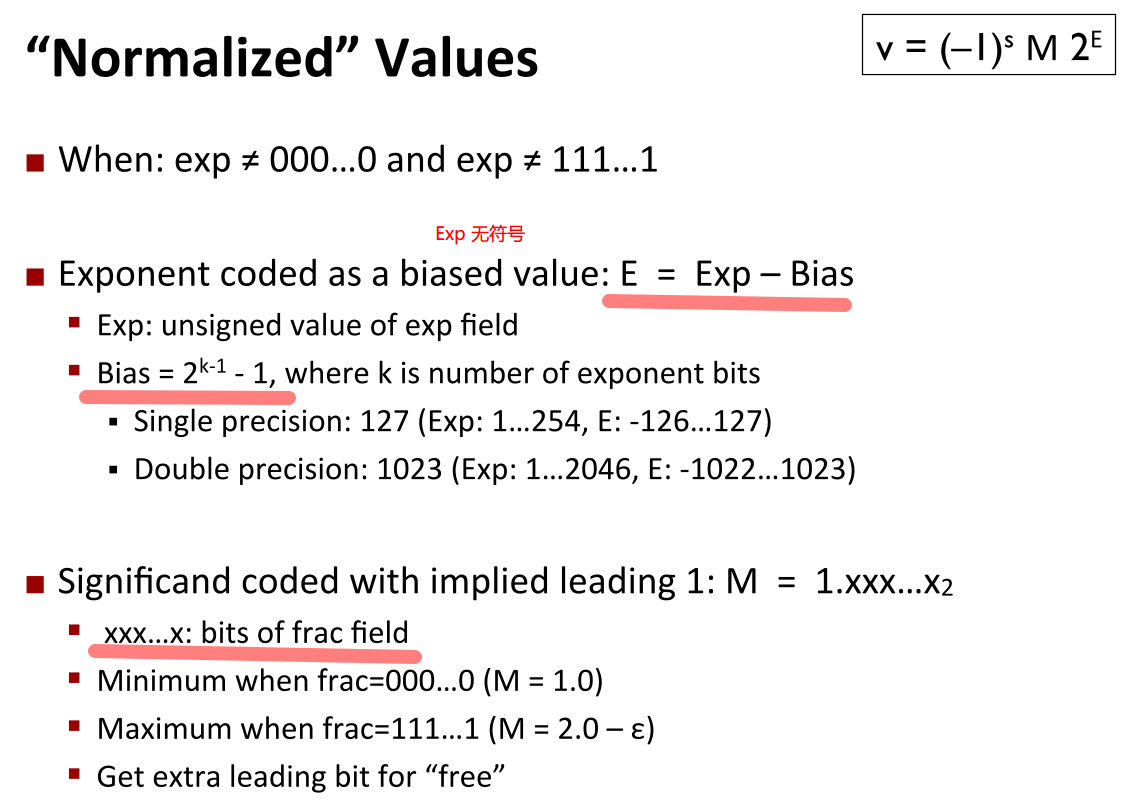 “Normalized” Values
v = (–1)ˢ M 2ᴱ
■ When: exp ≠ 000…0 and exp ≠ 111…1
Exp 无符号
■ Exponent coded as a biased value: E = Exp – Bias
▪ Exp: unsigned value of exp field
▪ Bias = 2ᵏ⁻¹ - 1, where k is number of exponent bits
▪ Single precision: 127 (Exp: 1…254, E: -126…127)
▪ Double precision: 1023 (Exp: 1…2046, E: -1022…1023)
■ Significand coded with implied leading 1: M = 1.xxx…x₂
▪ xxx…x: bits of frac field
▪ Minimum when frac=000…0 (M = 1.0)
▪ Maximum when frac=111…1 (M = 2.0 – ε)
▪ Get extra leading bit for “free”